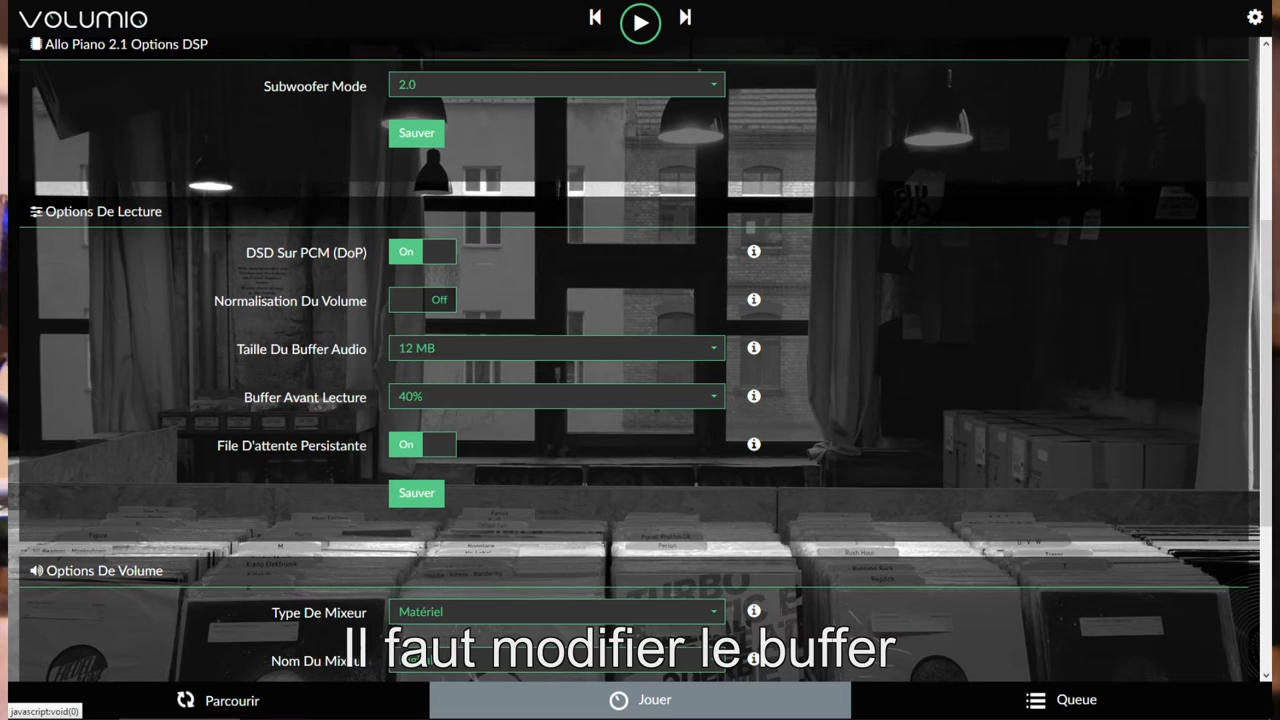 VOLUMIO
Allo Piano 2.1 Options DSP
Subwoofer Mode
2.0
Sauver
Options De Lecture
DSD Sur PCM (DoP)
On
Normalisation Du Volume
Off
Taille Du Buffer Audio
12 MB
Buffer Avant Lecture
40%
File D'attente Persistante
On
Sauver
Options De Volume
Type De Mixeur
Matériel
Il faut modifier le buffer
Nom Du
Parcourir
Jouer
Queue
javascript:void(0)